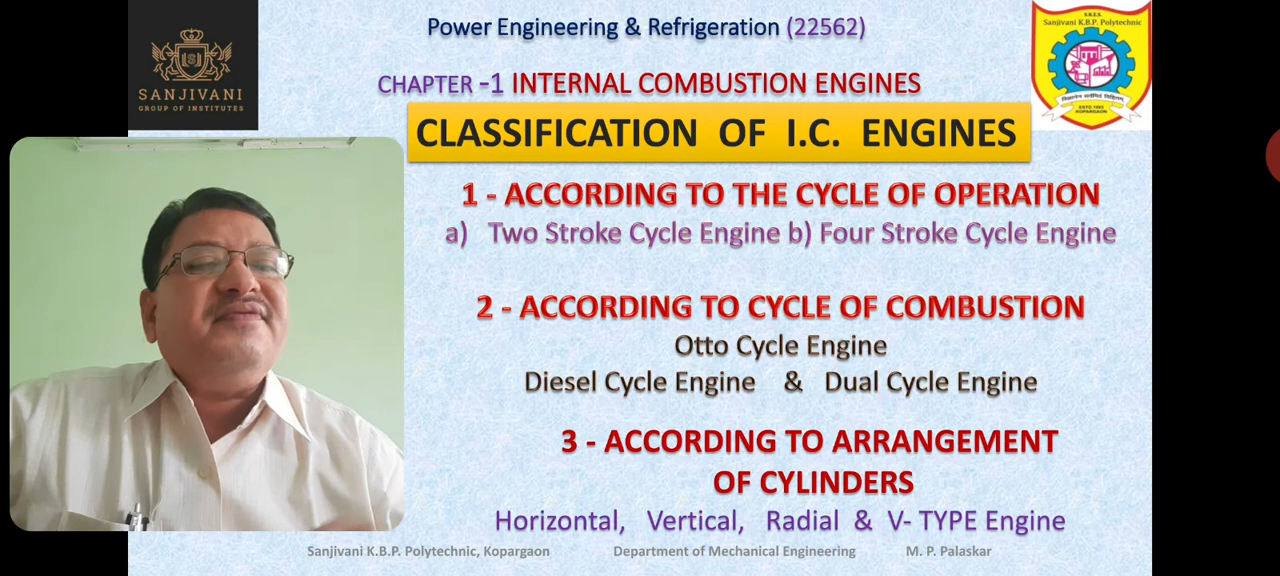 Power Engineering & Refrigeration (22562)
SANJIVANI
GROUP OF INSTITUTES
S.R.E.S.
Sanjivani K.B.P. Polytechnic
ESTD 1983
KOPARGAON
CHAPTER -1 INTERNAL COMBUSTION ENGINES
CLASSIFICATION OF I.C. ENGINES
1 - ACCORDING TO THE CYCLE OF OPERATION
a) Two Stroke Cycle Engine b) Four Stroke Cycle Engine
2 - ACCORDING TO CYCLE OF COMBUSTION
Otto Cycle Engine
Diesel Cycle Engine & Dual Cycle Engine
3 - ACCORDING TO ARRANGEMENT
OF CYLINDERS
Horizontal, Vertical, Radial & V- TYPE Engine
Sanjivani K.B.P. Polytechnic, Kopargaon Department of Mechanical Engineering M. P. Palaskar